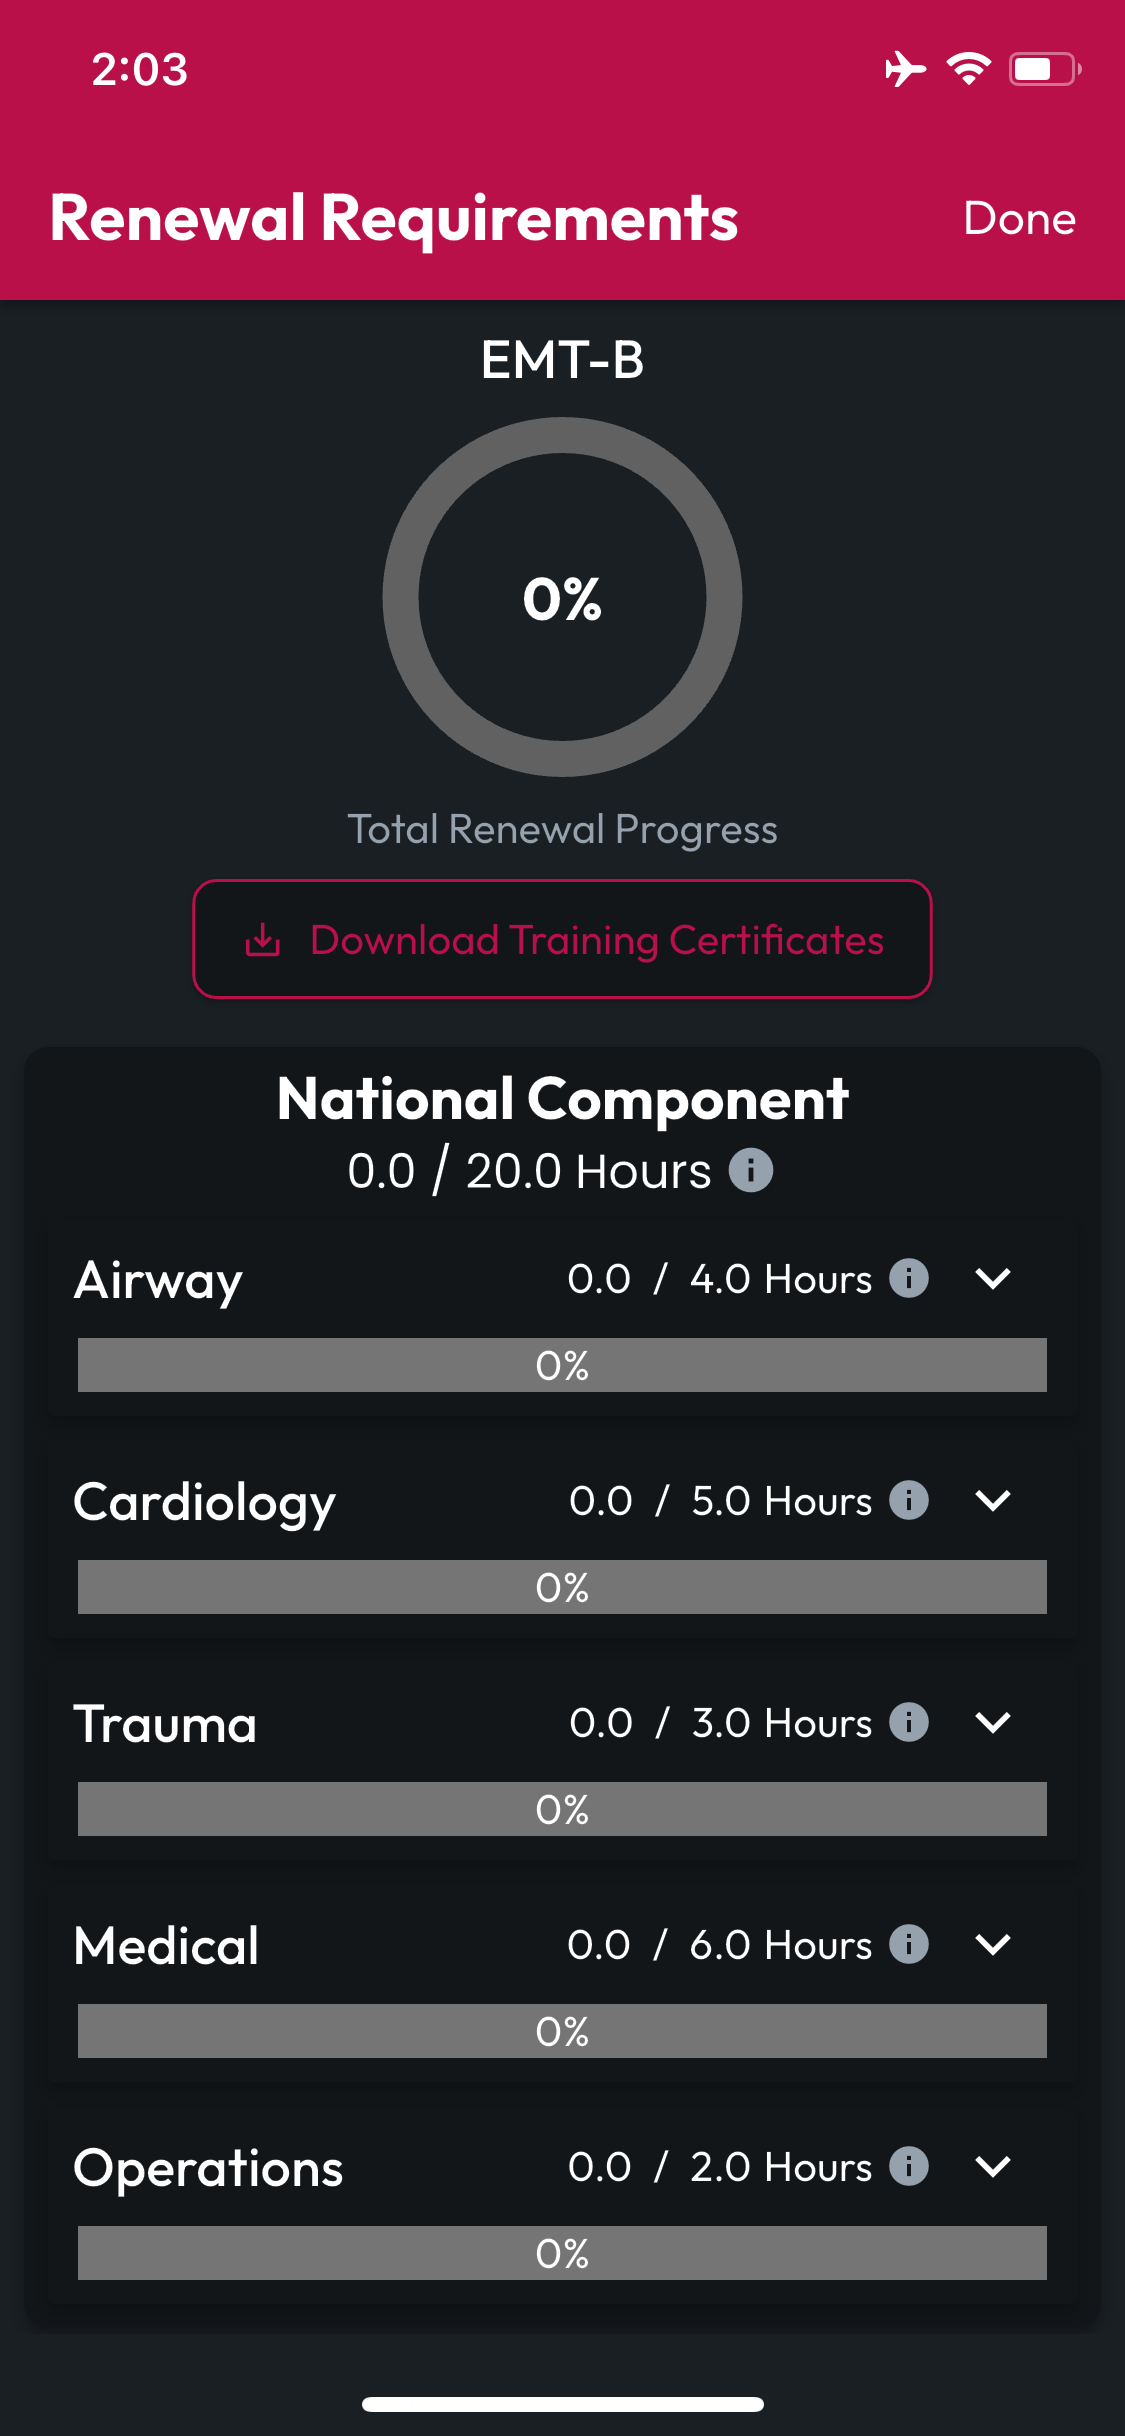 2:03
Renewal Requirements Done
EMT-B
0%
Total Renewal Progress
Download Training Certificates
National Component
0.0 / 20.0 Hours
Airway 0.0 / 4.0 Hours
0%
Cardiology 0.0 / 5.0 Hours
0%
Trauma 0.0 / 3.0 Hours
0%
Medical 0.0 / 6.0 Hours
0%
Operations 0.0 / 2.0 Hours
0%